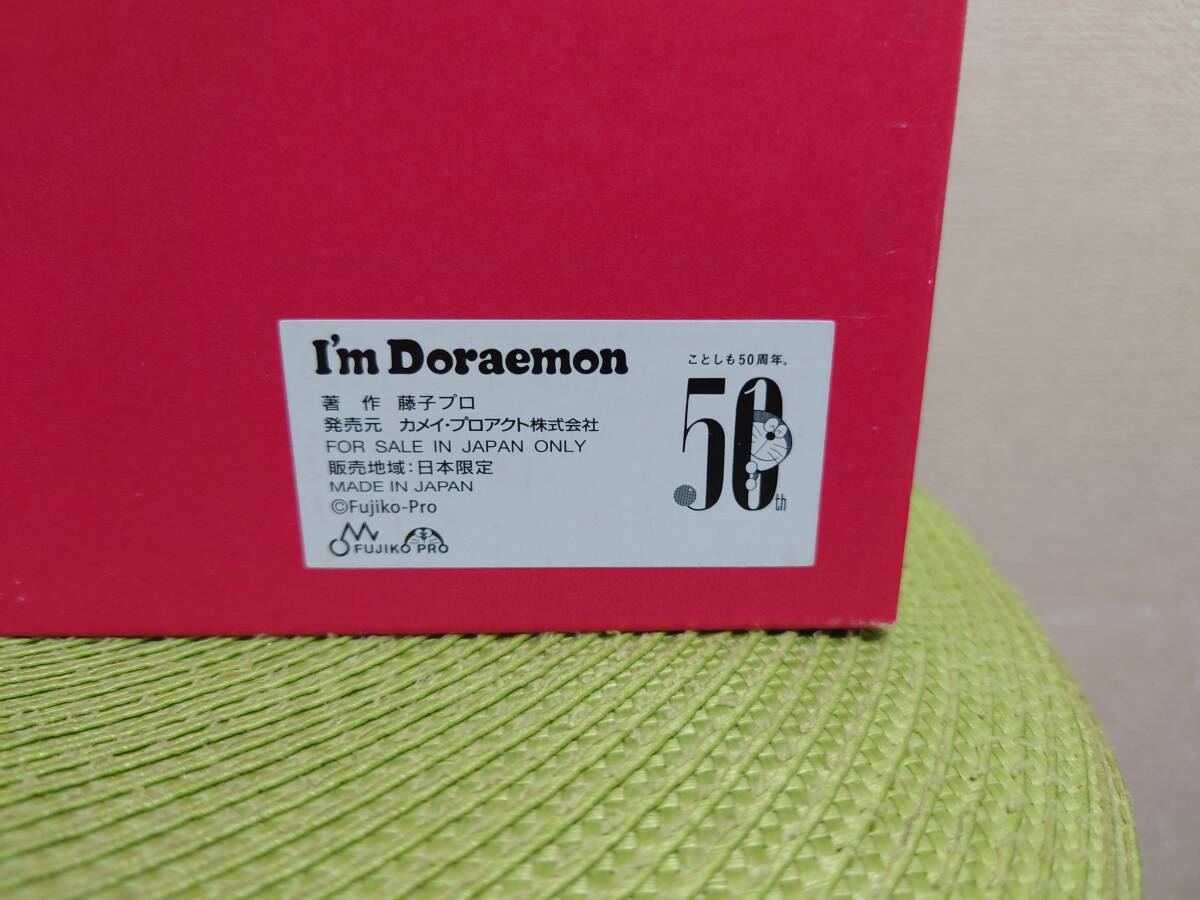 I'm Doraemon
著 作 藤子プロ
発売元 カメイ・プロアクト株式会社
FOR SALE IN JAPAN ONLY
販売地域:日本限定
MADE IN JAPAN
©Fujiko-Pro
FUJIKO PRO
ことしも50周年。
50th